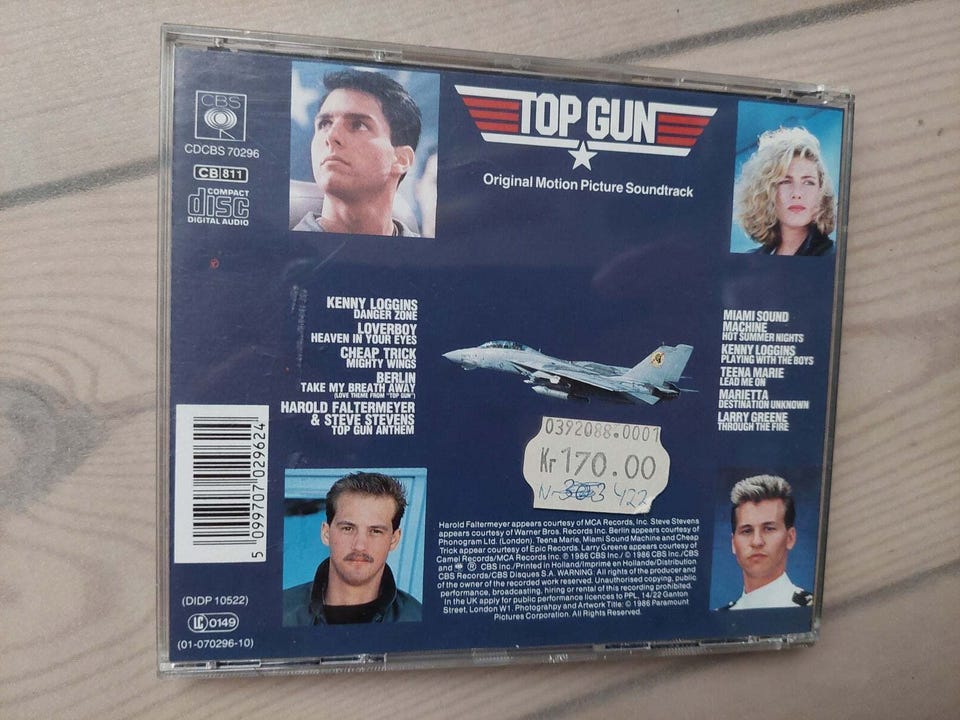 CBS
CDCBS 70296
CB 811
COMPACT
disc
DIGITAL AUDIO
TOP GUN
Original Motion Picture Soundtrack
KENNY LOGGINS
DANGER ZONE
LOVERBOY
HEAVEN IN YOUR EYES
CHEAP TRICK
MIGHTY WINGS
BERLIN
TAKE MY BREATH AWAY
(LOVE THEME FROM "TOP GUN")
HAROLD FALTERMEYER
& STEVE STEVENS
TOP GUN ANTHEM
MIAMI SOUND
MACHINE
HOT SUMMER NIGHTS
KENNY LOGGINS
PLAYING WITH THE BOYS
TEENA MARIE
LEAD ME ON
MARIETTA
DESTINATION UNKNOWN
LARRY GREENE
THROUGH THE FIRE
0392088.0001
Kr 170.00
422
5 099707 029624
(DIDP 10522)
LC 0149
(01-070296-10)
Harold Faltermeyer appears courtesy of MCA Records, Inc. Steve Stevens
appears courtesy of Warner Bros. Records Inc. Berlin appears courtesy of
Phonogram Ltd. (London). Teena Marie, Miami Sound Machine and Cheap
Trick appear courtesy of Epic Records. Larry Greene appears courtesy of
Camel Records/MCA Records Inc. ℗ 1986 CBS Inc./© 1986 CBS Inc./CBS
and ® CBS Inc./Printed in Holland/Imprimé en Hollande/Distribution
CBS Records/CBS Disques S.A. WARNING: All rights of the producer and
of the owner of the recorded work reserved. Unauthorised copying, public
performance, broadcasting, hiring or rental of this recording prohibited.
In the UK apply for public performance licences to PPL, 14/22 Ganton
Street, London W1. Photograhpy and Artwork Title: © 1986 Paramount
Pictures Corporation. All Rights Reserved.